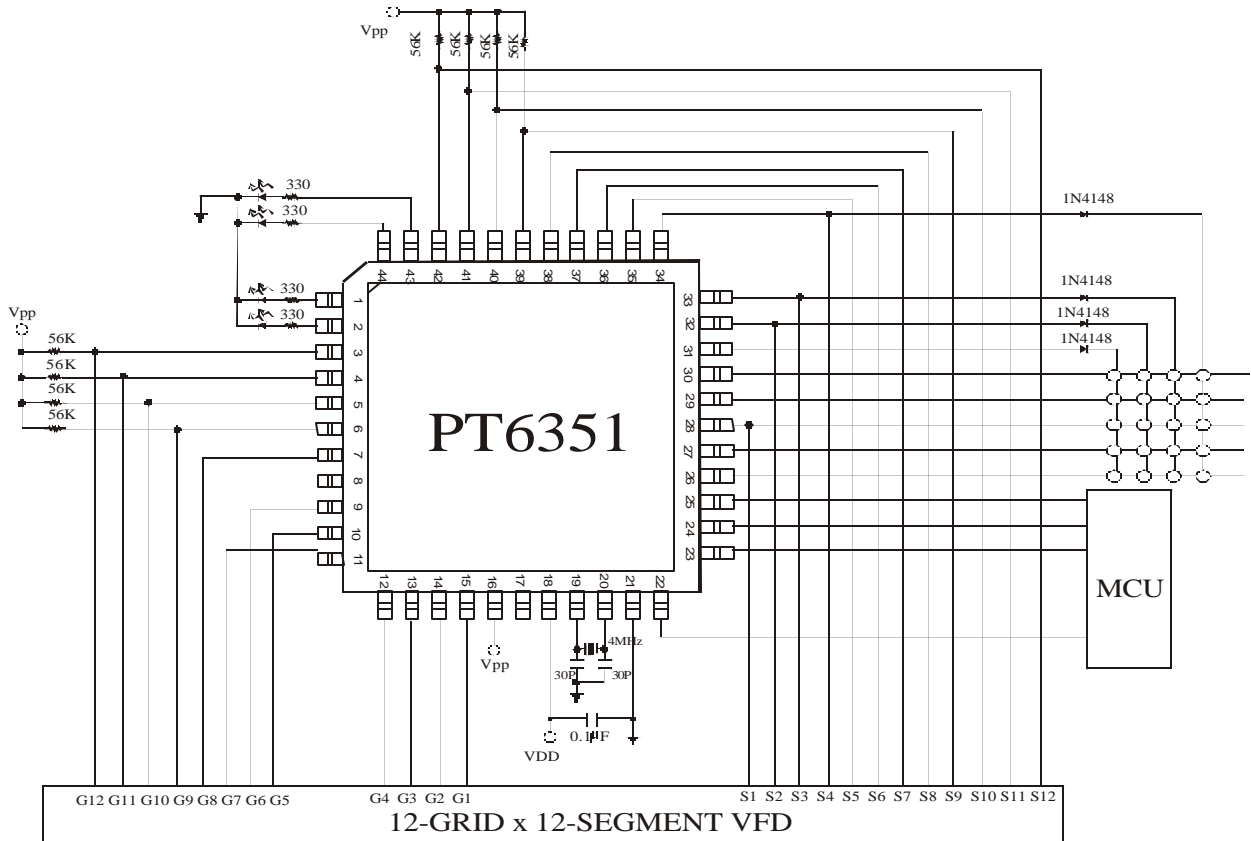 Vpp
56K 56K 56K 56K
330
330
1N4148
44 43 42 41 40 39 38 37 36 35 34
330
330
Vpp
56K
56K
56K
56K
1
2
3
4
5
6
7
8
9
10
11
33
32
31
30
29
28
27
26
25
24
23
1N4148
1N4148
1N4148
PT6351
MCU
12 13 14 15 16 17 18 19 20 21 22
Vpp
4MHz
30P 30P
0.1µF
VDD
G12 G11 G10 G9 G8 G7 G6 G5 G4 G3 G2 G1 S1 S2 S3 S4 S5 S6 S7 S8 S9 S10 S11 S12
12-GRID x 12-SEGMENT VFD